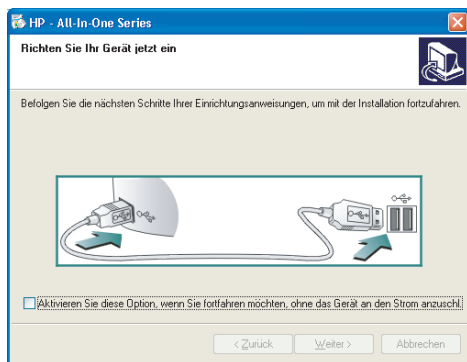 HP - All-In-One Series
Richten Sie Ihr Gerät jetzt ein
Befolgen Sie die nächsten Schritte Ihrer Einrichtungsanweisungen, um mit der Installation fortzufahren.
Aktivieren Sie diese Option, wenn Sie fortfahren möchten, ohne das Gerät an den Strom anzuschl.
< Zurück
Weiter >
Abbrechen